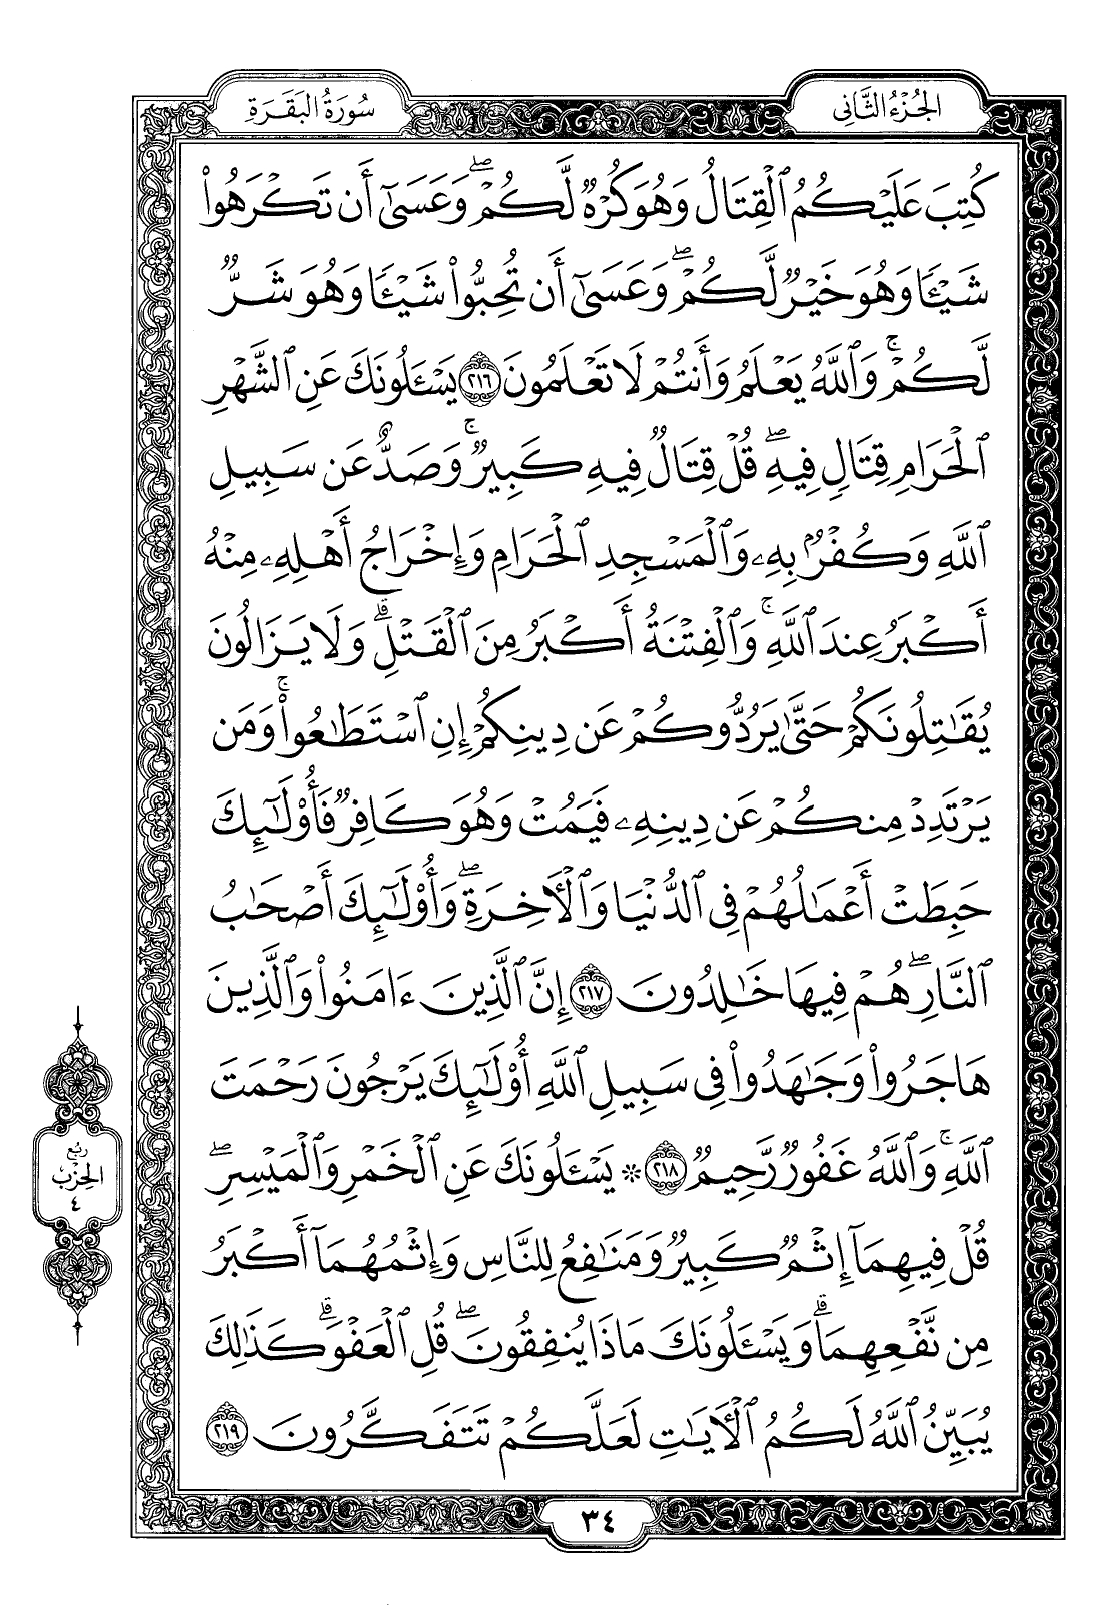 الجُزْءُ الثَّانِي
سُورَةُ البَقَرَةِ
كُتِبَ عَلَيْكُمُ ٱلْقِتَالُ وَهُوَ كُرْهٌ لَّكُمْ ۖ وَعَسَىٰٓ أَن تَكْرَهُوا۟
شَيْـًٔا وَهُوَ خَيْرٌ لَّكُمْ ۖ وَعَسَىٰٓ أَن تُحِبُّوا۟ شَيْـًٔا وَهُوَ شَرٌّ
لَّكُمْ ۚ وَٱللَّهُ يَعْلَمُ وَأَنتُمْ لَا تَعْلَمُونَ ٢١٦ يَسْـَٔلُونَكَ عَنِ ٱلشَّهْرِ
ٱلْحَرَامِ قِتَالٍ فِيهِ ۖ قُلْ قِتَالٌ فِيهِ كَبِيرٌ ۚ وَصَدٌّ عَن سَبِيلِ
ٱللَّهِ وَكُفْرٌۢ بِهِۦ وَٱلْمَسْجِدِ ٱلْحَرَامِ وَإِخْرَاجُ أَهْلِهِۦ مِنْهُ
أَكْبَرُ عِندَ ٱللَّهِ ۚ وَٱلْفِتْنَةُ أَكْبَرُ مِنَ ٱلْقَتْلِ ۗ وَلَا يَزَالُونَ
يُقَـٰتِلُونَكُمْ حَتَّىٰ يَرُدُّوكُمْ عَن دِينِكُمْ إِنِ ٱسْتَطَـٰعُوا۟ ۚ وَمَن
يَرْتَدِدْ مِنكُمْ عَن دِينِهِۦ فَيَمُتْ وَهُوَ كَافِرٌ فَأُو۟لَـٰٓئِكَ
حَبِطَتْ أَعْمَـٰلُهُمْ فِى ٱلدُّنْيَا وَٱلْـَٔاخِرَةِ ۖ وَأُو۟لَـٰٓئِكَ أَصْحَـٰبُ
ٱلنَّارِ ۖ هُمْ فِيهَا خَـٰلِدُونَ ٢١٧ إِنَّ ٱلَّذِينَ ءَامَنُوا۟ وَٱلَّذِينَ
هَاجَرُوا۟ وَجَـٰهَدُوا۟ فِى سَبِيلِ ٱللَّهِ أُو۟لَـٰٓئِكَ يَرْجُونَ رَحْمَتَ
ٱللَّهِ ۚ وَٱللَّهُ غَفُورٌ رَّحِيمٌ ٢١٨ ۞ يَسْـَٔلُونَكَ عَنِ ٱلْخَمْرِ وَٱلْمَيْسِرِ ۖ
قُلْ فِيهِمَآ إِثْمٌ كَبِيرٌ وَمَنَـٰفِعُ لِلنَّاسِ وَإِثْمُهُمَآ أَكْبَرُ
مِن نَّفْعِهِمَا ۗ وَيَسْـَٔلُونَكَ مَاذَا يُنفِقُونَ ۖ قُلِ ٱلْعَفْوَ ۗ كَذَٰلِكَ
يُبَيِّنُ ٱللَّهُ لَكُمُ ٱلْـَٔايَـٰتِ لَعَلَّكُمْ تَتَفَكَّرُونَ ٢١٩
رُبْعُ
الحِزْبِ
٤
٣٤